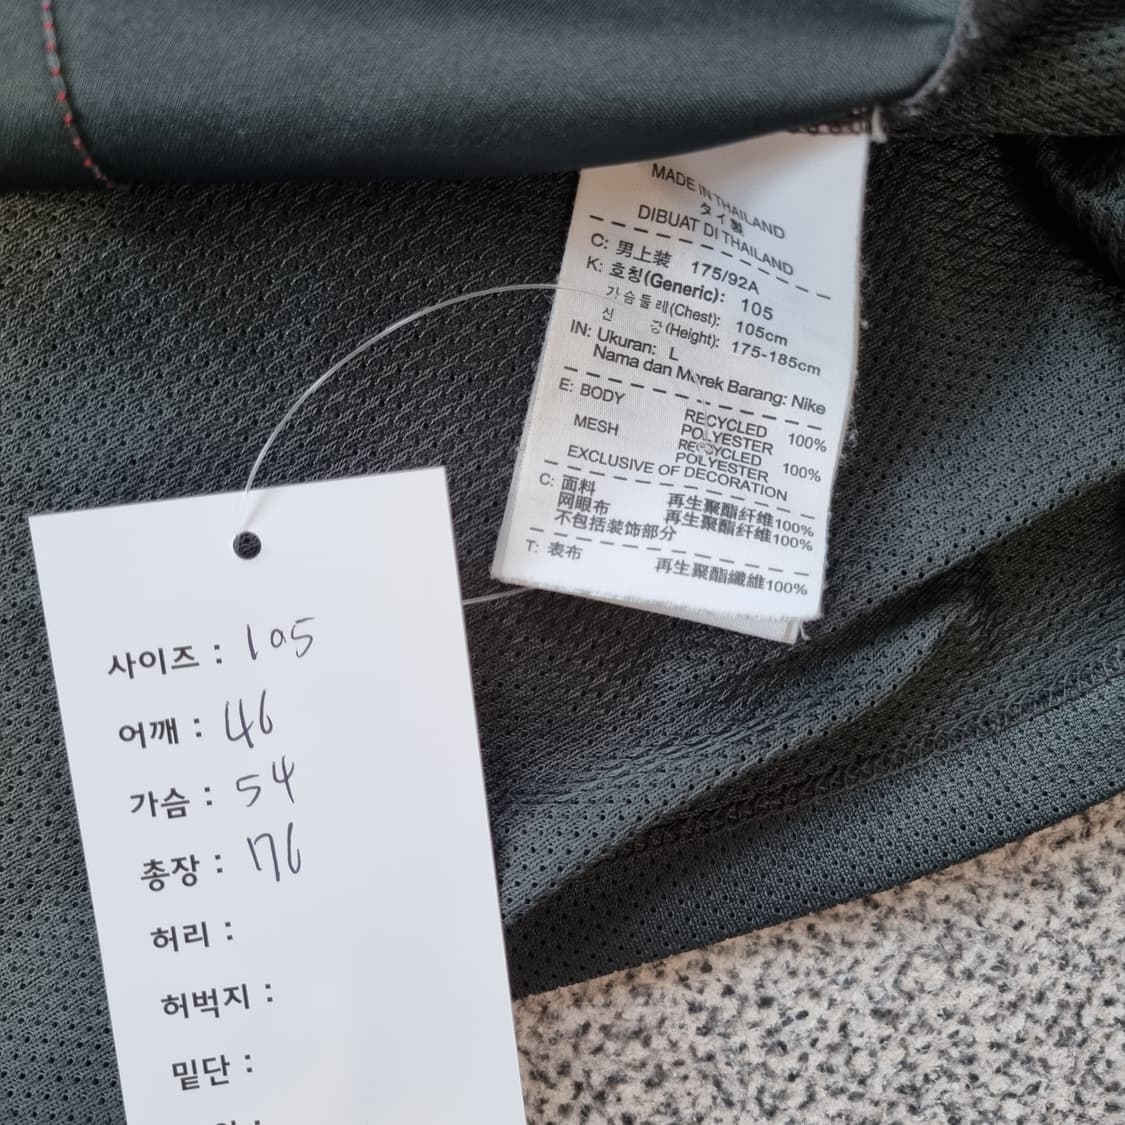 MADE IN THAILAND
タイ製
DIBUAT DI THAILAND
C: 男上装 175/92A
K: 호칭(Generic): 105
가슴둘레(Chest): 105cm
신 장(Height): 175-185cm
IN: Ukuran: L
Nama dan Merek Barang: Nike
E: BODY RECYCLED POLYESTER 100%
MESH RECYCLED POLYESTER 100%
EXCLUSIVE OF DECORATION
C: 面料 再生聚酯纤维100%
网眼布 再生聚酯纤维100%
不包括装饰部分
T: 表布 再生聚酯纖維100%
사이즈 : 105
어깨 : 46
가슴 : 54
총장 : 76
허리 :
허벅지 :
밑단 :